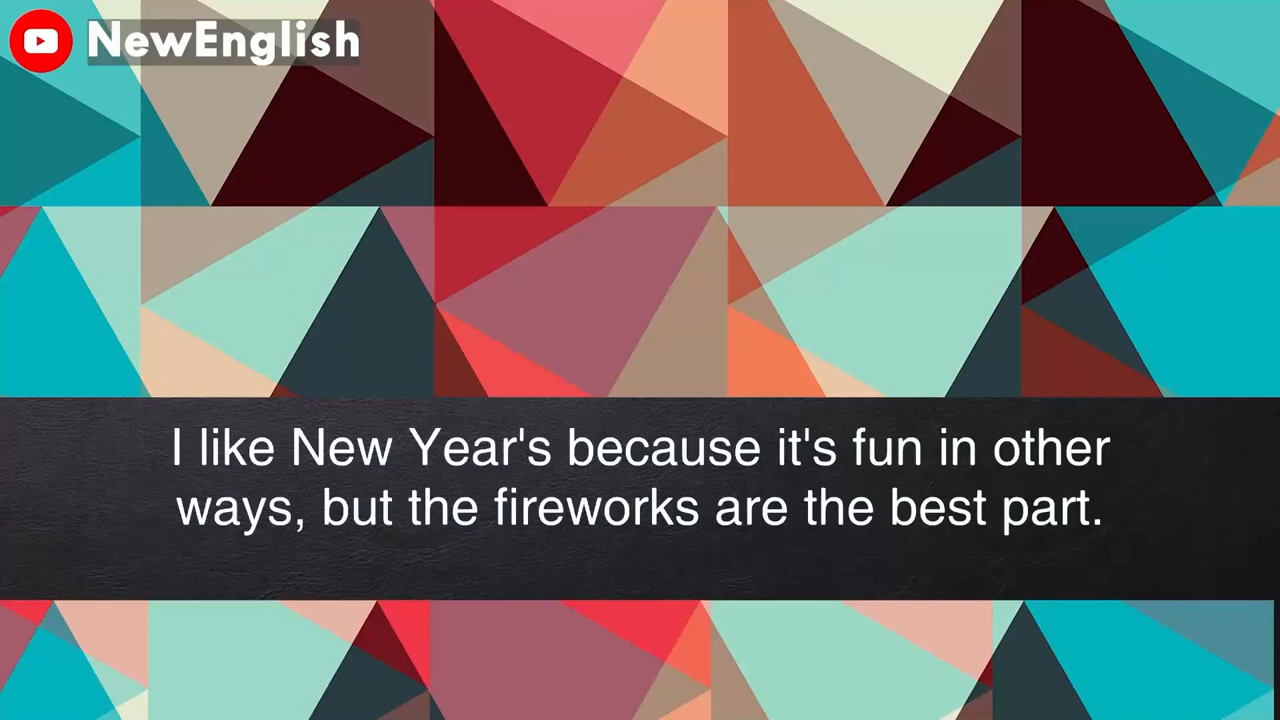 NewEnglish
I like New Year's because it's fun in other
ways, but the fireworks are the best part.